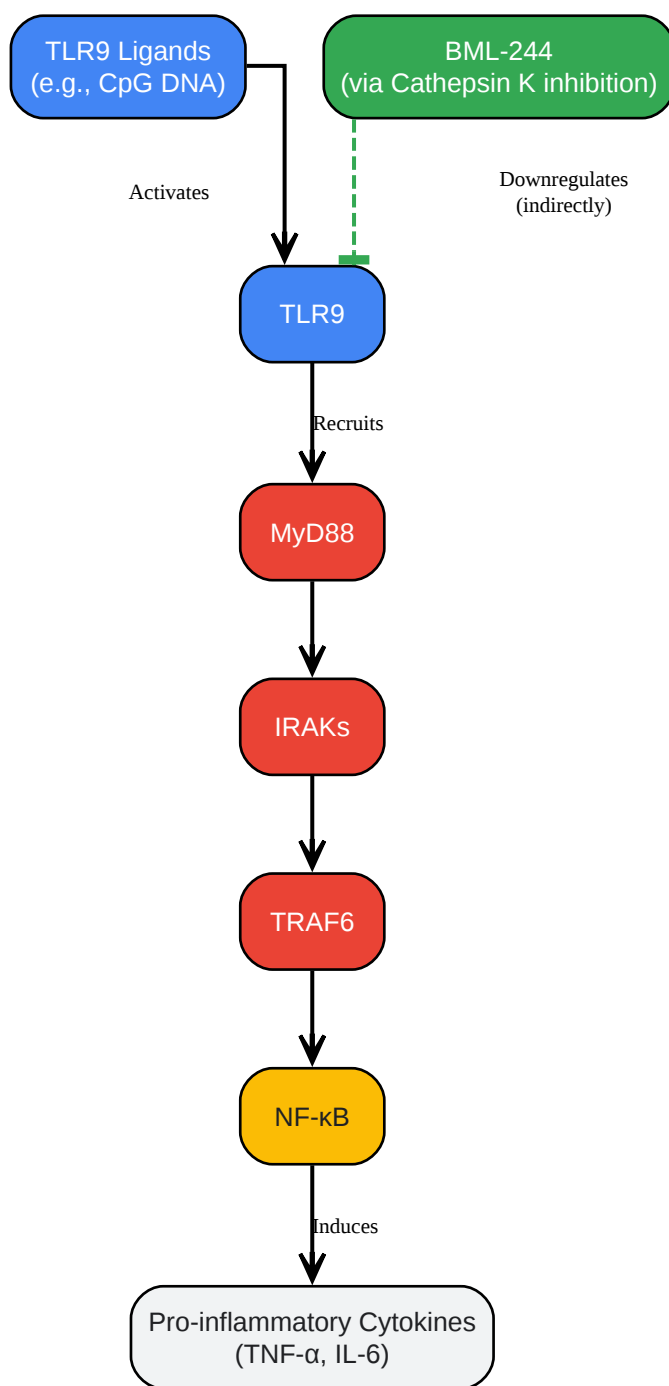 TLR9 Ligands
(e.g., CpG DNA)
BML-244
(via Cathepsin K inhibition)
Activates
Downregulates
(indirectly)
TLR9
Recruits
MyD88
IRAKs
TRAF6
NF-κB
Induces
Pro-inflammatory Cytokines
(TNF-α, IL-6)